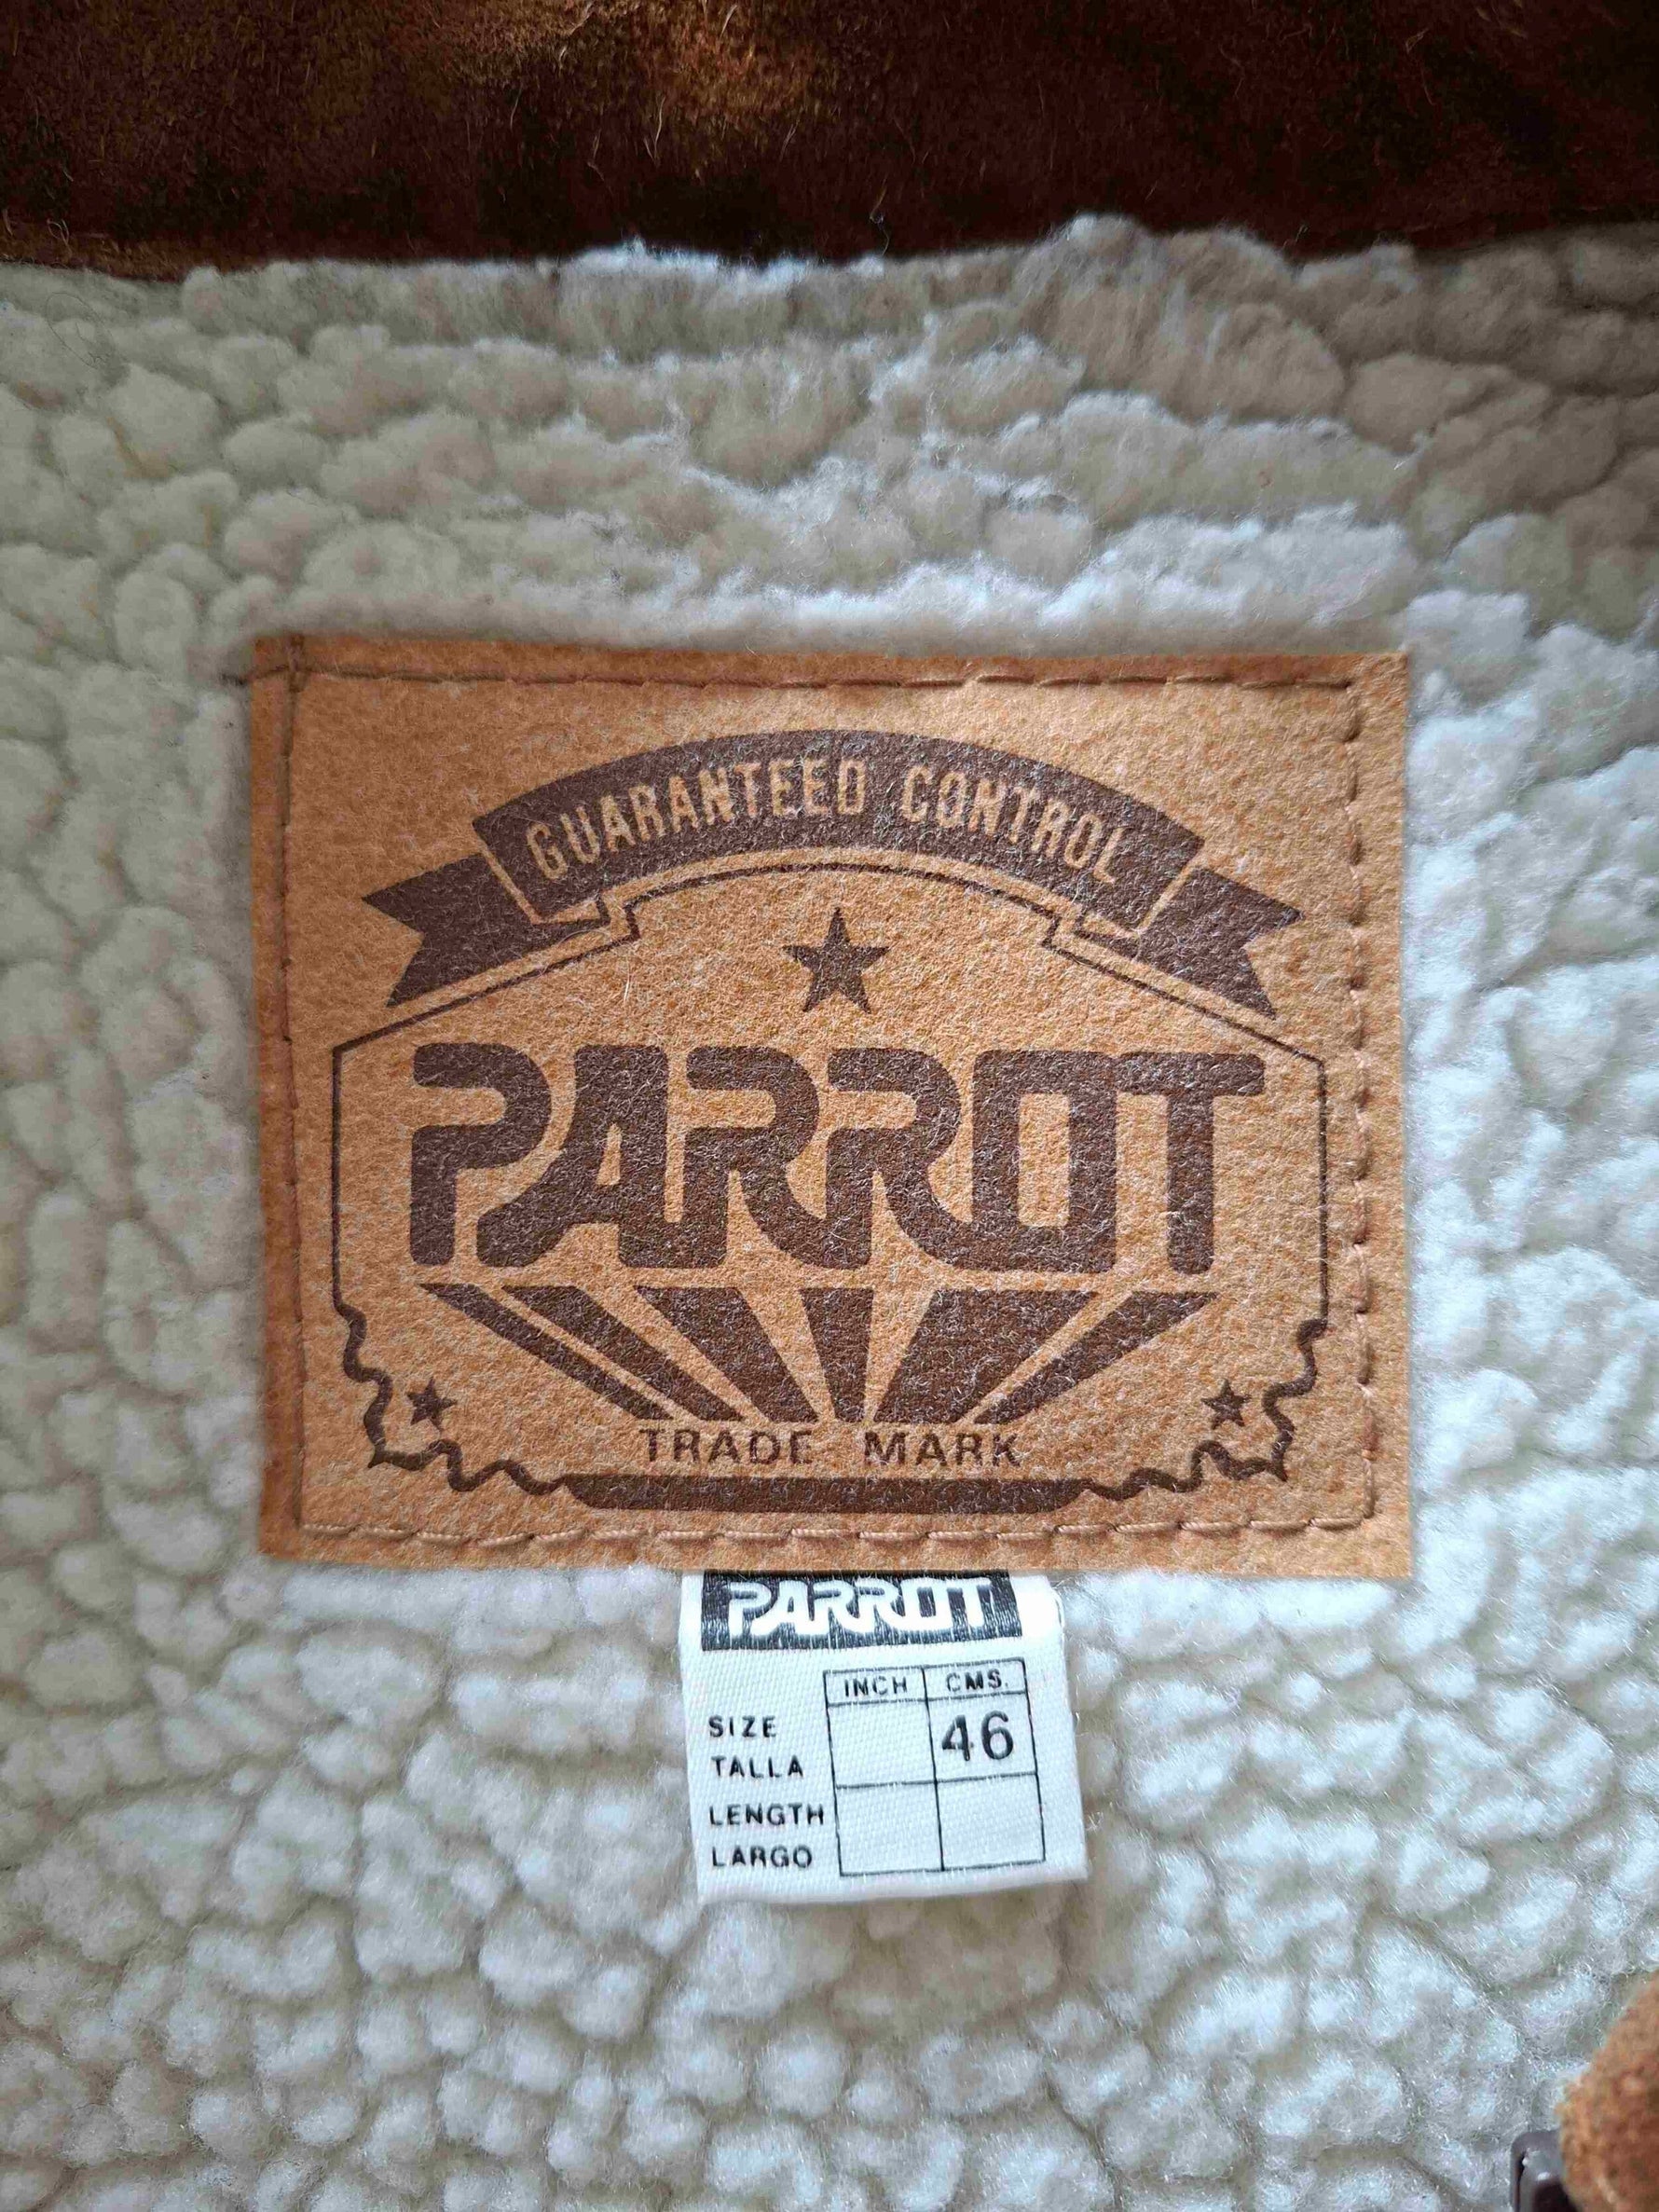 GUARANTEED CONTROL
PARROT
TRADE MARK
PARROT
INCH CMS.
SIZE
TALLA
46
LENGTH
LARGO